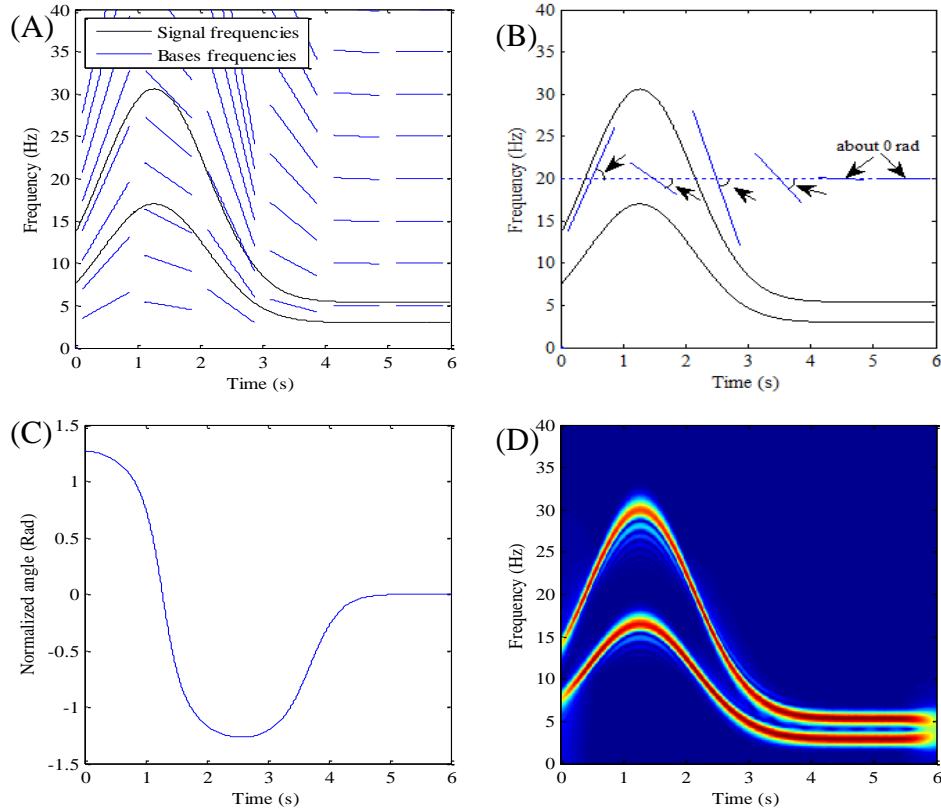 (A)
Signal frequencies
Bases frequencies
Frequency (Hz)
40
35
30
25
20
15
10
5
0
0 1 2 3 4 5 6
Time (s)
(B)
about 0 rad
Frequency (Hz)
40
35
30
25
20
15
10
5
0
0 1 2 3 4 5 6
Time (s)
(C)
Normalized angle (Rad)
1.5
1
0.5
0
-0.5
-1
-1.5
0 1 2 3 4 5 6
Time (s)
(D)
Frequency (Hz)
40
35
30
25
20
15
10
5
0
0 1 2 3 4 5 6
Time (s)